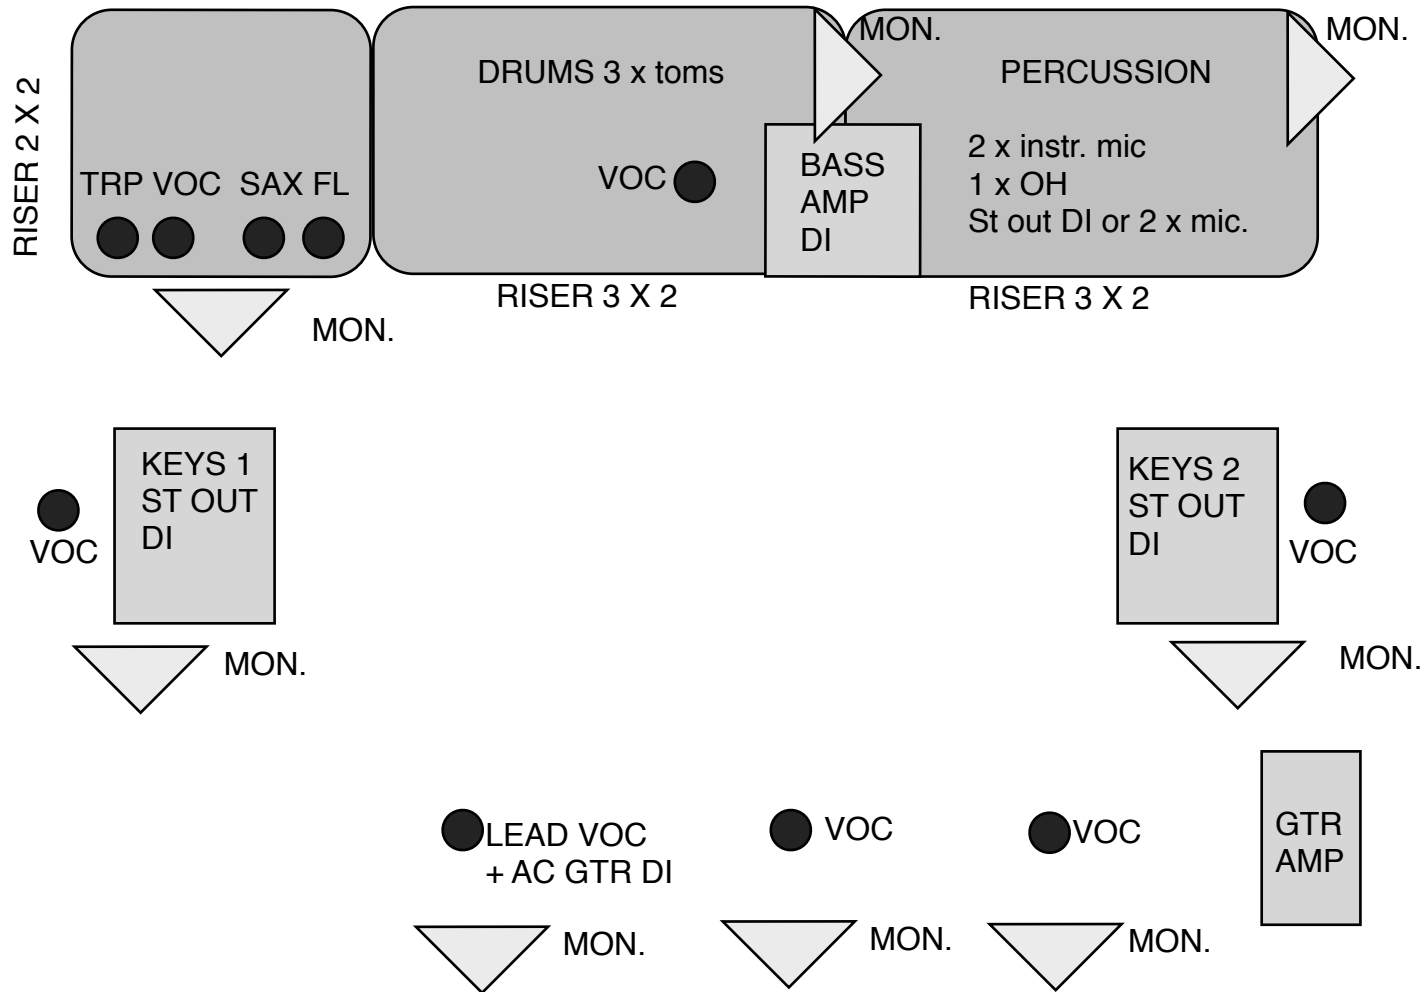 MON.
MON.
DRUMS 3 x toms
PERCUSSION
RISER 2 X 2
2 x instr. mic
1 x OH
St out DI or 2 x mic.
BASS
AMP
DI
VOC
TRP VOC SAX FL
RISER 3 X 2
RISER 3 X 2
MON.
KEYS 1
ST OUT
DI
VOC
KEYS 2
ST OUT
DI
VOC
MON.
MON.
LEAD VOC
+ AC GTR DI
VOC
VOC
GTR
AMP
MON.
MON.
MON.